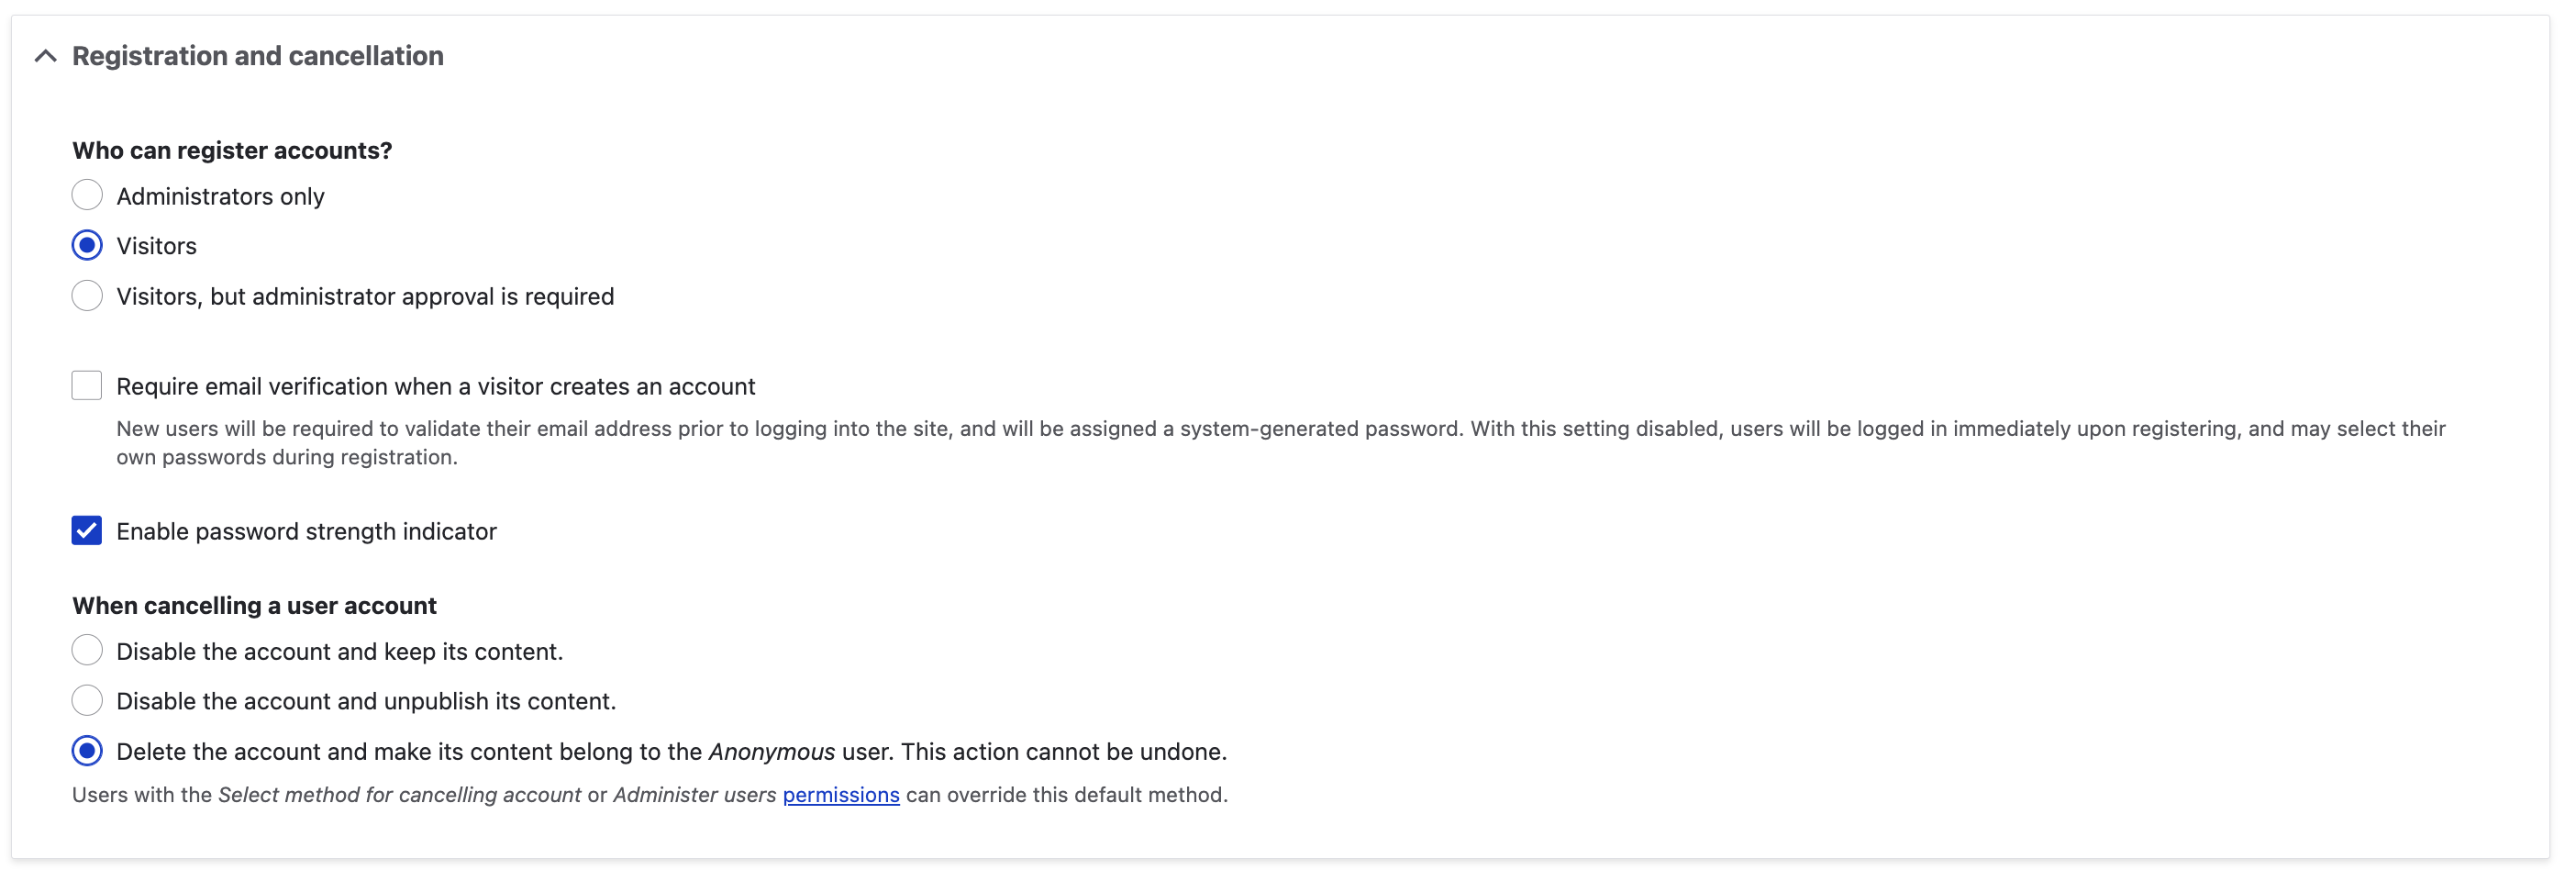 Registration and cancellation
Who can register accounts?
Administrators only
Visitors
Visitors, but administrator approval is required
Require email verification when a visitor creates an account
New users will be required to validate their email address prior to logging into the site, and will be assigned a system-generated password. With this setting disabled, users will be logged in immediately upon registering, and may select their
own passwords during registration.
Enable password strength indicator
When cancelling a user account
Disable the account and keep its content.
Disable the account and unpublish its content.
Delete the account and make its content belong to the Anonymous user. This action cannot be undone.
Users with the Select method for cancelling account or Administer users permissions can override this default method.